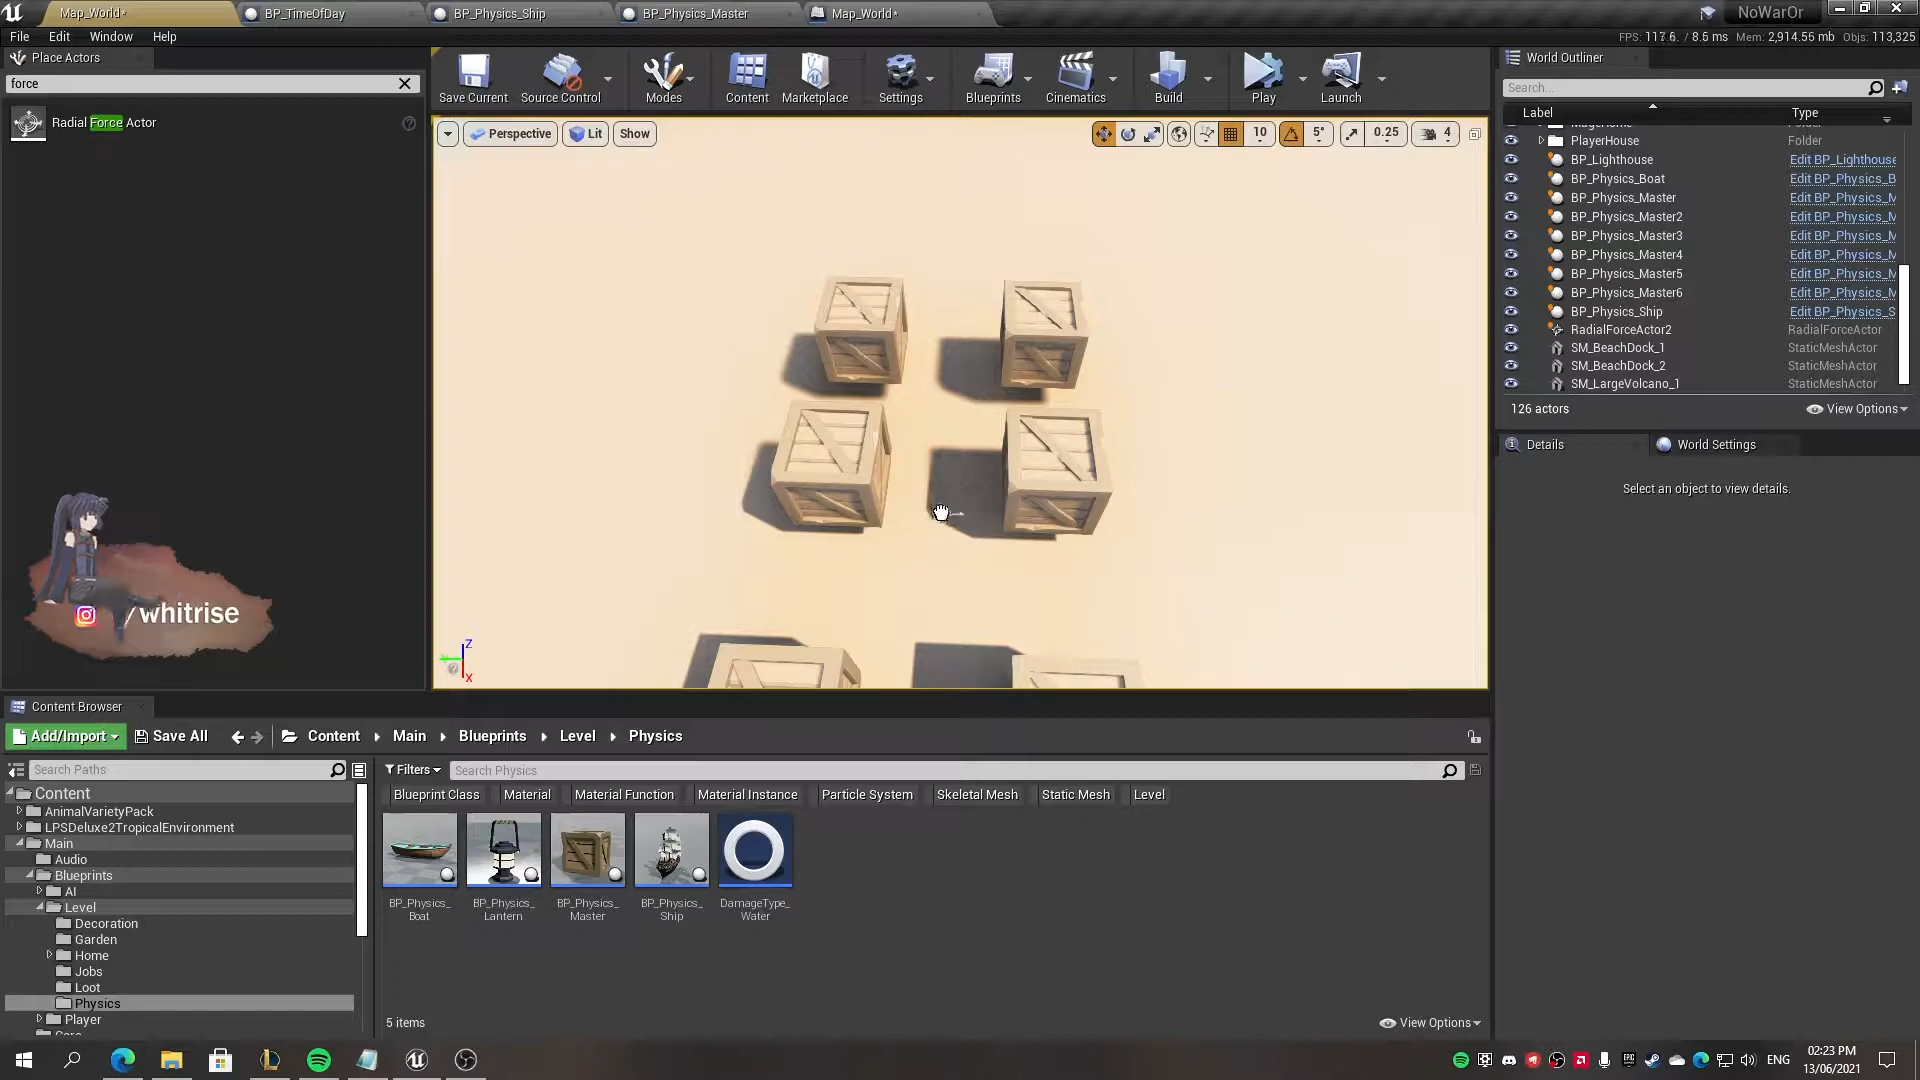 Map_World*
BP_TimeOfDay
BP_Physics_Ship
BP_Physics_Master
Map_World*
NoWarOr
File
Edit
Window
Help
Mem: 2,914.55 mb
Objs: 113,325
Place Actors
force
Radial Force Actor
/whitrise
Save Current
Source Control
Modes
Content
Marketplace
Settings
Blueprints
Cinematics
Build
Play
Launch
Perspective
Lit
Show
10
5°
0.25
4
Z
X
World Outliner
Search...
Label
Type
PlayerHouse
Folder
BP_Lighthouse
Edit BP_Lighthouse
BP_Physics_Boat
Edit BP_Physics_B
BP_Physics_Master
Edit BP_Physics_M
BP_Physics_Master2
Edit BP_Physics_M
BP_Physics_Master3
Edit BP_Physics_M
BP_Physics_Master4
Edit BP_Physics_M
BP_Physics_Master5
Edit BP_Physics_M
BP_Physics_Master6
Edit BP_Physics_M
BP_Physics_Ship
Edit BP_Physics_S
RadialForceActor2
RadialForceActor
SM_BeachDock_1
StaticMeshActor
SM_BeachDock_2
StaticMeshActor
SM_LargeVolcano_1
StaticMeshActor
126 actors
View Options
Details
World Settings
Select an object to view details.
Content Browser
Add/Import
Save All
Content
Main
Blueprints
Level
Physics
Search Paths
Filters
Search Physics
Blueprint Class
Material
Material Function
Material Instance
Particle System
Skeletal Mesh
Static Mesh
Level
Content
AnimalVarietyPack
LPSDeluxe2TropicalEnvironment
Main
Audio
Blueprints
AI
Level
Decoration
Garden
Home
Jobs
Loot
Physics
Player
BP_Physics_
Boat
BP_Physics_
Lantern
BP_Physics_
Master
BP_Physics_
Ship
DamageType_
Water
5 items
View Options
ENG
02:23 PM
13/06/2021